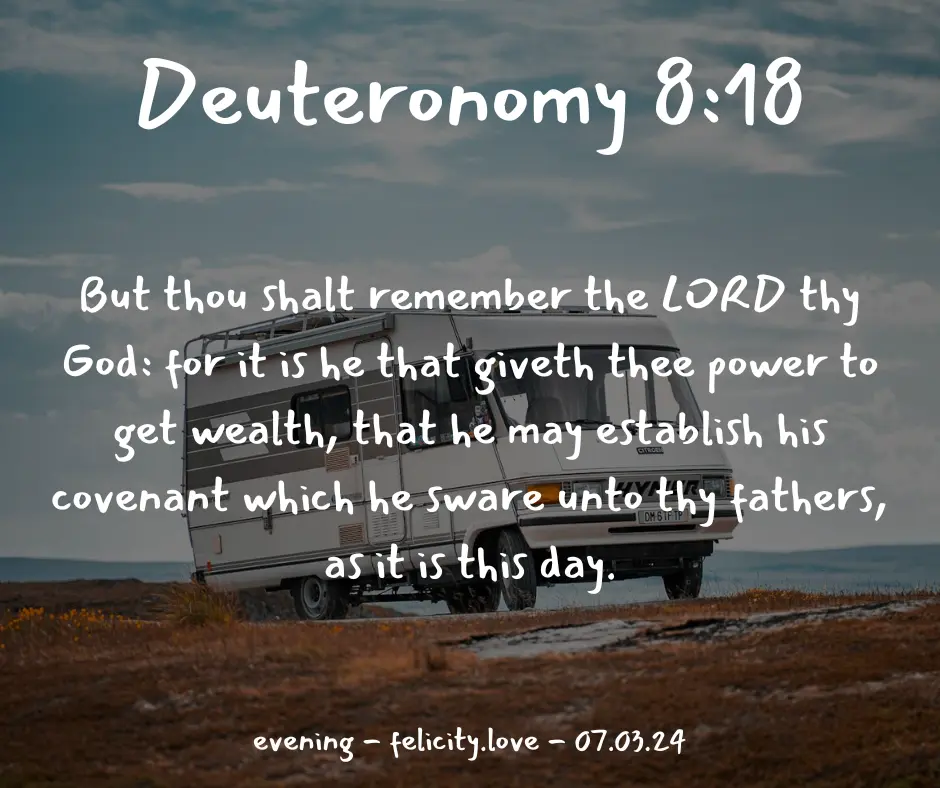 Deuteronomy 8:18
But thou shalt remember the LORD thy
God: for it is he that giveth thee power to
get wealth, that he may establish his
covenant which he sware unto thy fathers,
as it is this day.
CITROEN
HYMER
evening - felicity.love - 07.03.24